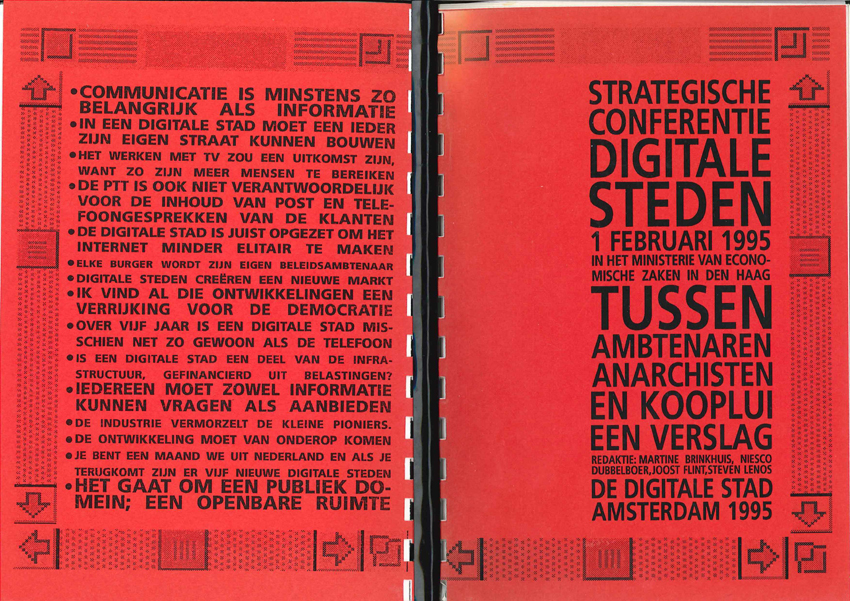 •COMMUNICATIE IS MINSTENS ZO
BELANGRIJK ALS INFORMATIE
•IN EEN DIGITALE STAD MOET EEN IEDER
ZIJN EIGEN STRAAT KUNNEN BOUWEN
•HET WERKEN MET TV ZOU EEN UITKOMST ZIJN,
WANT ZO ZIJN MEER MENSEN TE BEREIKEN
•DE PTT IS OOK NIET VERANTWOORDELIJK
VOOR DE INHOUD VAN POST EN TELE-
FOONGESPREKKEN VAN DE KLANTEN
•DE DIGITALE STAD IS JUIST OPGEZET OM HET
INTERNET MINDER ELITAIR TE MAKEN
•ELKE BURGER WORDT ZIJN EIGEN BELEIDSAMBTENAAR
•DIGITALE STEDEN CREËREN EEN NIEUWE MARKT
•IK VIND AL DIE ONTWIKKELINGEN EEN
VERRIJKING VOOR DE DEMOCRATIE
•OVER VIJF JAAR IS EEN DIGITALE STAD MIS-
SCHIEN NET ZO GEWOON ALS DE TELEFOON
•IS EEN DIGITALE STAD EEN DEEL VAN DE INFRA-
STRUCTUUR, GEFINANCIERD UIT BELASTINGEN?
•IEDEREEN MOET ZOWEL INFORMATIE
KUNNEN VRAGEN ALS AANBIEDEN
•DE INDUSTRIE VERMORZELT DE KLEINE PIONIERS.
•DE ONTWIKKELING MOET VAN ONDEROP KOMEN
•JE BENT EEN MAAND WE UIT NEDERLAND EN ALS JE
TERUGKOMT ZIJN ER VIJF NIEUWE DIGITALE STEDEN
•HET GAAT OM EEN PUBLIEK DO-
MEIN; EEN OPENBARE RUIMTE
STRATEGISCHE
CONFERENTIE
DIGITALE
STEDEN
1 FEBRUARI 1995
IN HET MINISTERIE VAN ECONO-
MISCHE ZAKEN IN DEN HAAG
TUSSEN
AMBTENAREN
ANARCHISTEN
EN KOOPLUI
EEN VERSLAG
REDAKTIE: MARTINE BRINKHUIS, NIESCO
DUBBELBOER,JOOST FLINT,STEVEN LENOS
DE DIGITALE STAD
AMSTERDAM 1995